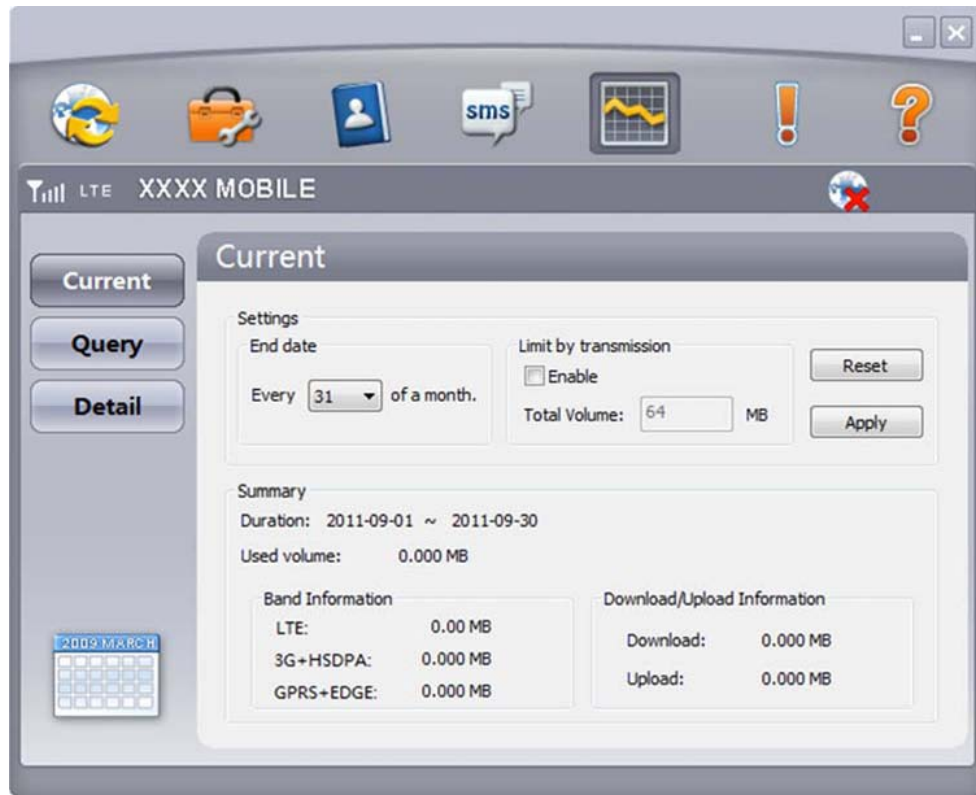 sms
LTE XXXX MOBILE
Current
Query
Detail
2009 MARCH
Current
Settings
End date
Every 31 of a month.
Limit by transmission
Enable
Total Volume: 64 MB
Reset
Apply
Summary
Duration: 2011-09-01 ~ 2011-09-30
Used volume: 0.000 MB
Band Information
LTE: 0.00 MB
3G+HSDPA: 0.000 MB
GPRS+EDGE: 0.000 MB
Download/Upload Information
Download: 0.000 MB
Upload: 0.000 MB